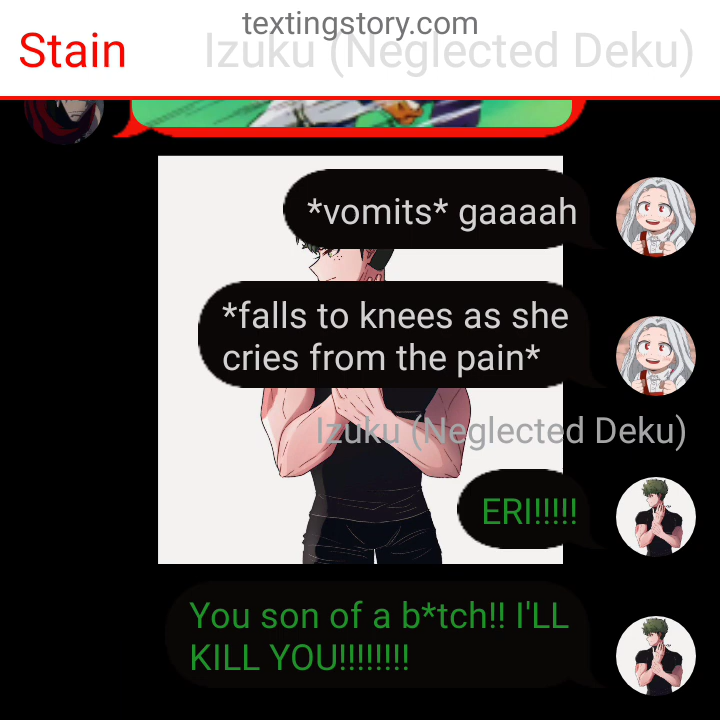 textingstory.com
Stain
Izuku (Neglected Deku)
*vomits* gaaaah
*falls to knees as she
cries from the pain*
Izuku (Neglected Deku)
ERI!!!!!
You son of a b*tch!! I'LL
KILL YOU!!!!!!!!